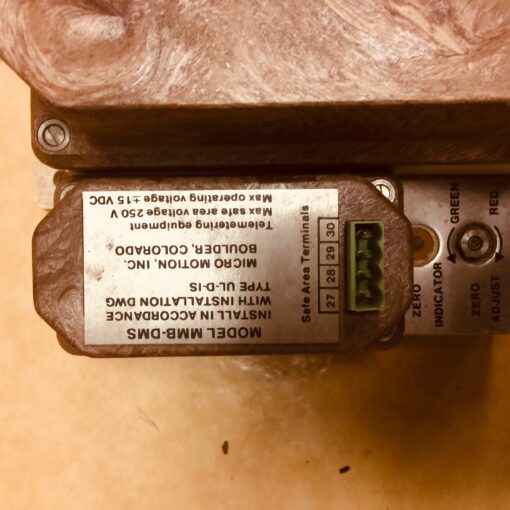 MODEL MMB-DMS
INSTALL IN ACCORDANCE
WITH INSTALLATION DWG
TYPE UL-D-IS
MICRO MOTION, INC.
BOULDER, COLORADO
Telemetering equipment
Max safe area voltage 250 V
Max operating voltage ± 15 VDC
Safe Area Terminals
27 28 29 30
ZERO
INDICATOR
ZERO
ADJUST
GREEN
RED